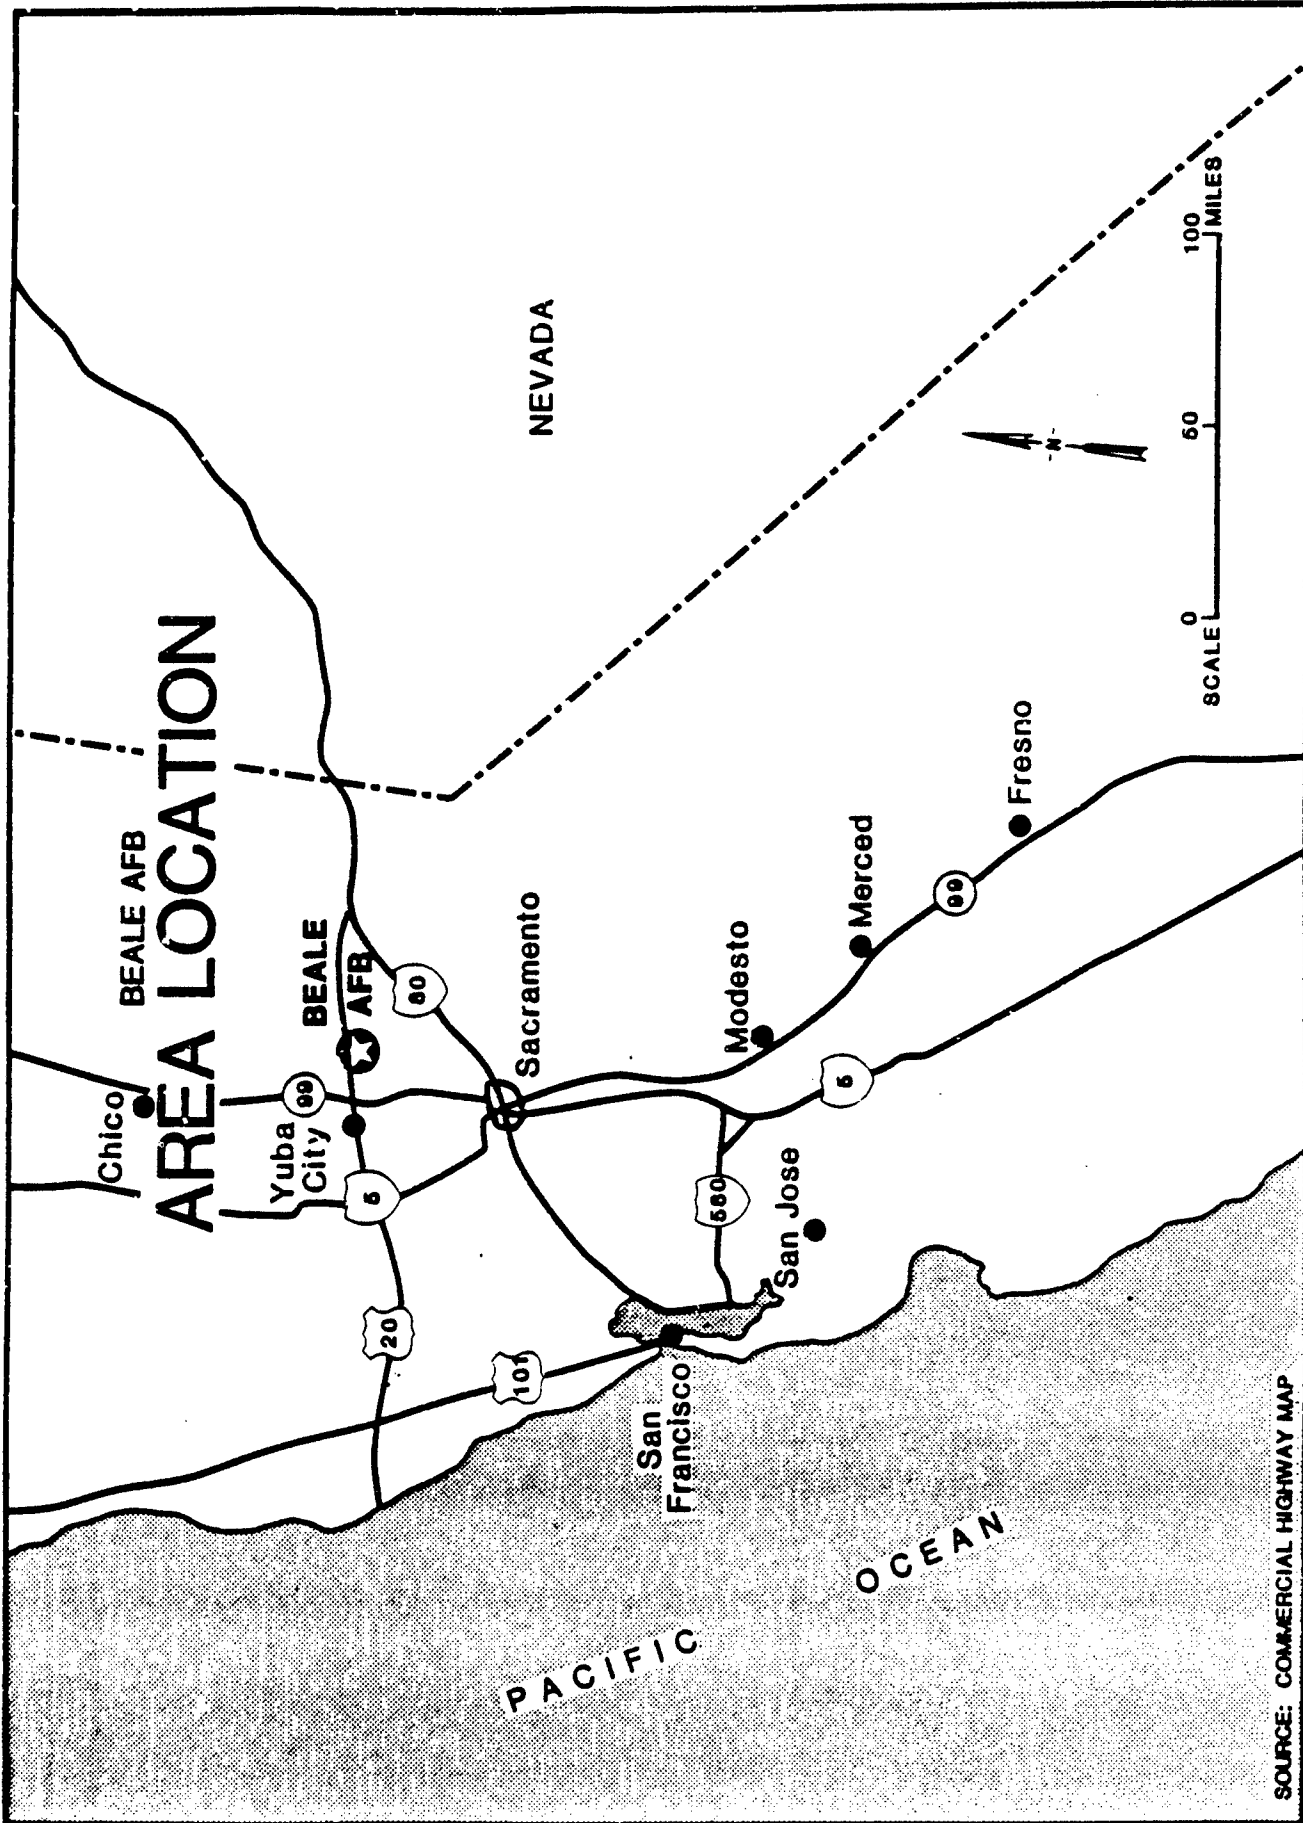 BEALE AFB
AREA LOCATION
Chico
99
BEALE
AFB
Yuba
City
5
80
20
101
Sacramento
NEVADA
San
Francisco
580
San Jose
Modesto
5
Merced
99
Fresno
PACIFIC
OCEAN
N
SCALE
0
50
100
MILES
SOURCE: COMMERCIAL HIGHWAY MAP